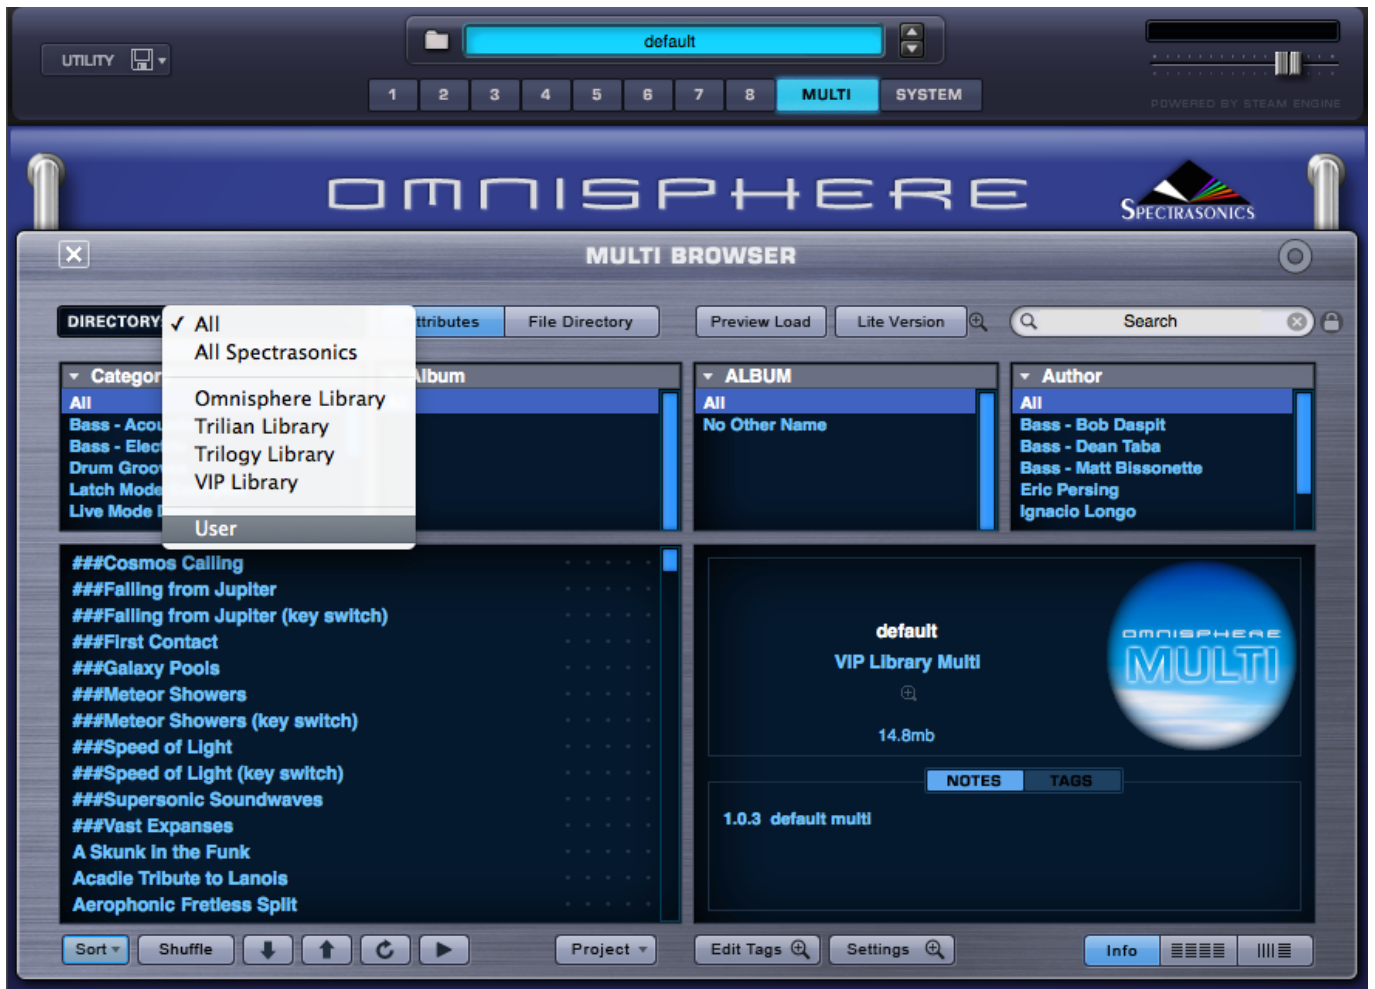 default
UTILITY
1 2 3 4 5 6 7 8 MULTI SYSTEM
POWERED BY STEAM ENGINE
OMNISPHERE
SPECTRASONICS
MULTI BROWSER
DIRECTORY:
✓ All
All Spectrasonics
Omnisphere Library
Trilian Library
Trilogy Library
VIP Library
User
ttributes
File Directory
Preview Load
Lite Version
Search
Categor
All
Bass - Acou
Bass - Elect
Drum Groov
Latch Mode
Live Mode
Album
ALBUM
All
No Other Name
Author
All
Bass - Bob Daspit
Bass - Dean Taba
Bass - Matt Bissonette
Eric Persing
Ignacio Longo
###Cosmos Calling
###Falling from Jupiter
###Falling from Jupiter (key switch)
###First Contact
###Galaxy Pools
###Meteor Showers
###Meteor Showers (key switch)
###Speed of Light
###Speed of Light (key switch)
###Supersonic Soundwaves
###Vast Expanses
A Skunk in the Funk
Acadie Tribute to Lanois
Aerophonic Fretless Split
default
VIP Library Multi
14.8mb
OMNISPHERE
MULTI
NOTES
TAGS
1.0.3 default multi
Sort
Shuffle
Project
Edit Tags
Settings
Info